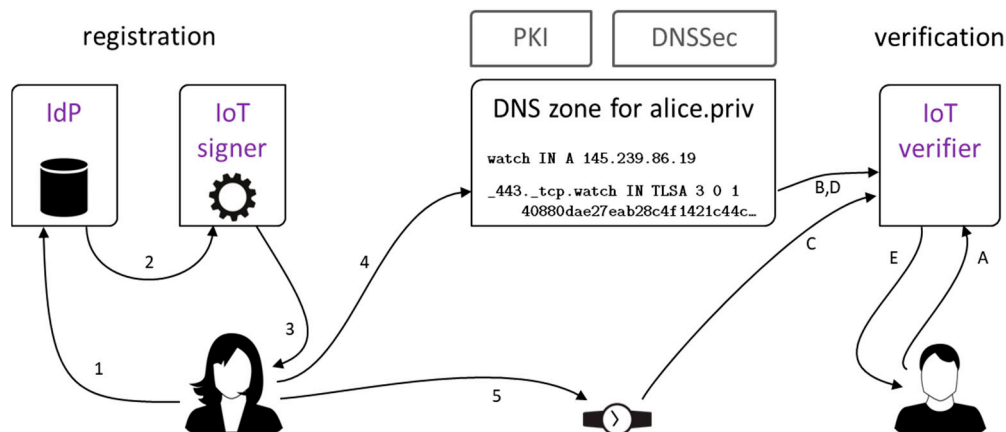 registration
PKI
DNSSec
verification
IdP
IoT
signer
DNS zone for alice.priv
watch IN A 145.239.86.19
_443._tcp.watch IN TLSA 3 0 1
40880dae27eab28c4f1421c44c…
IoT
verifier
B,D
C
2
4
E
A
3
1
5